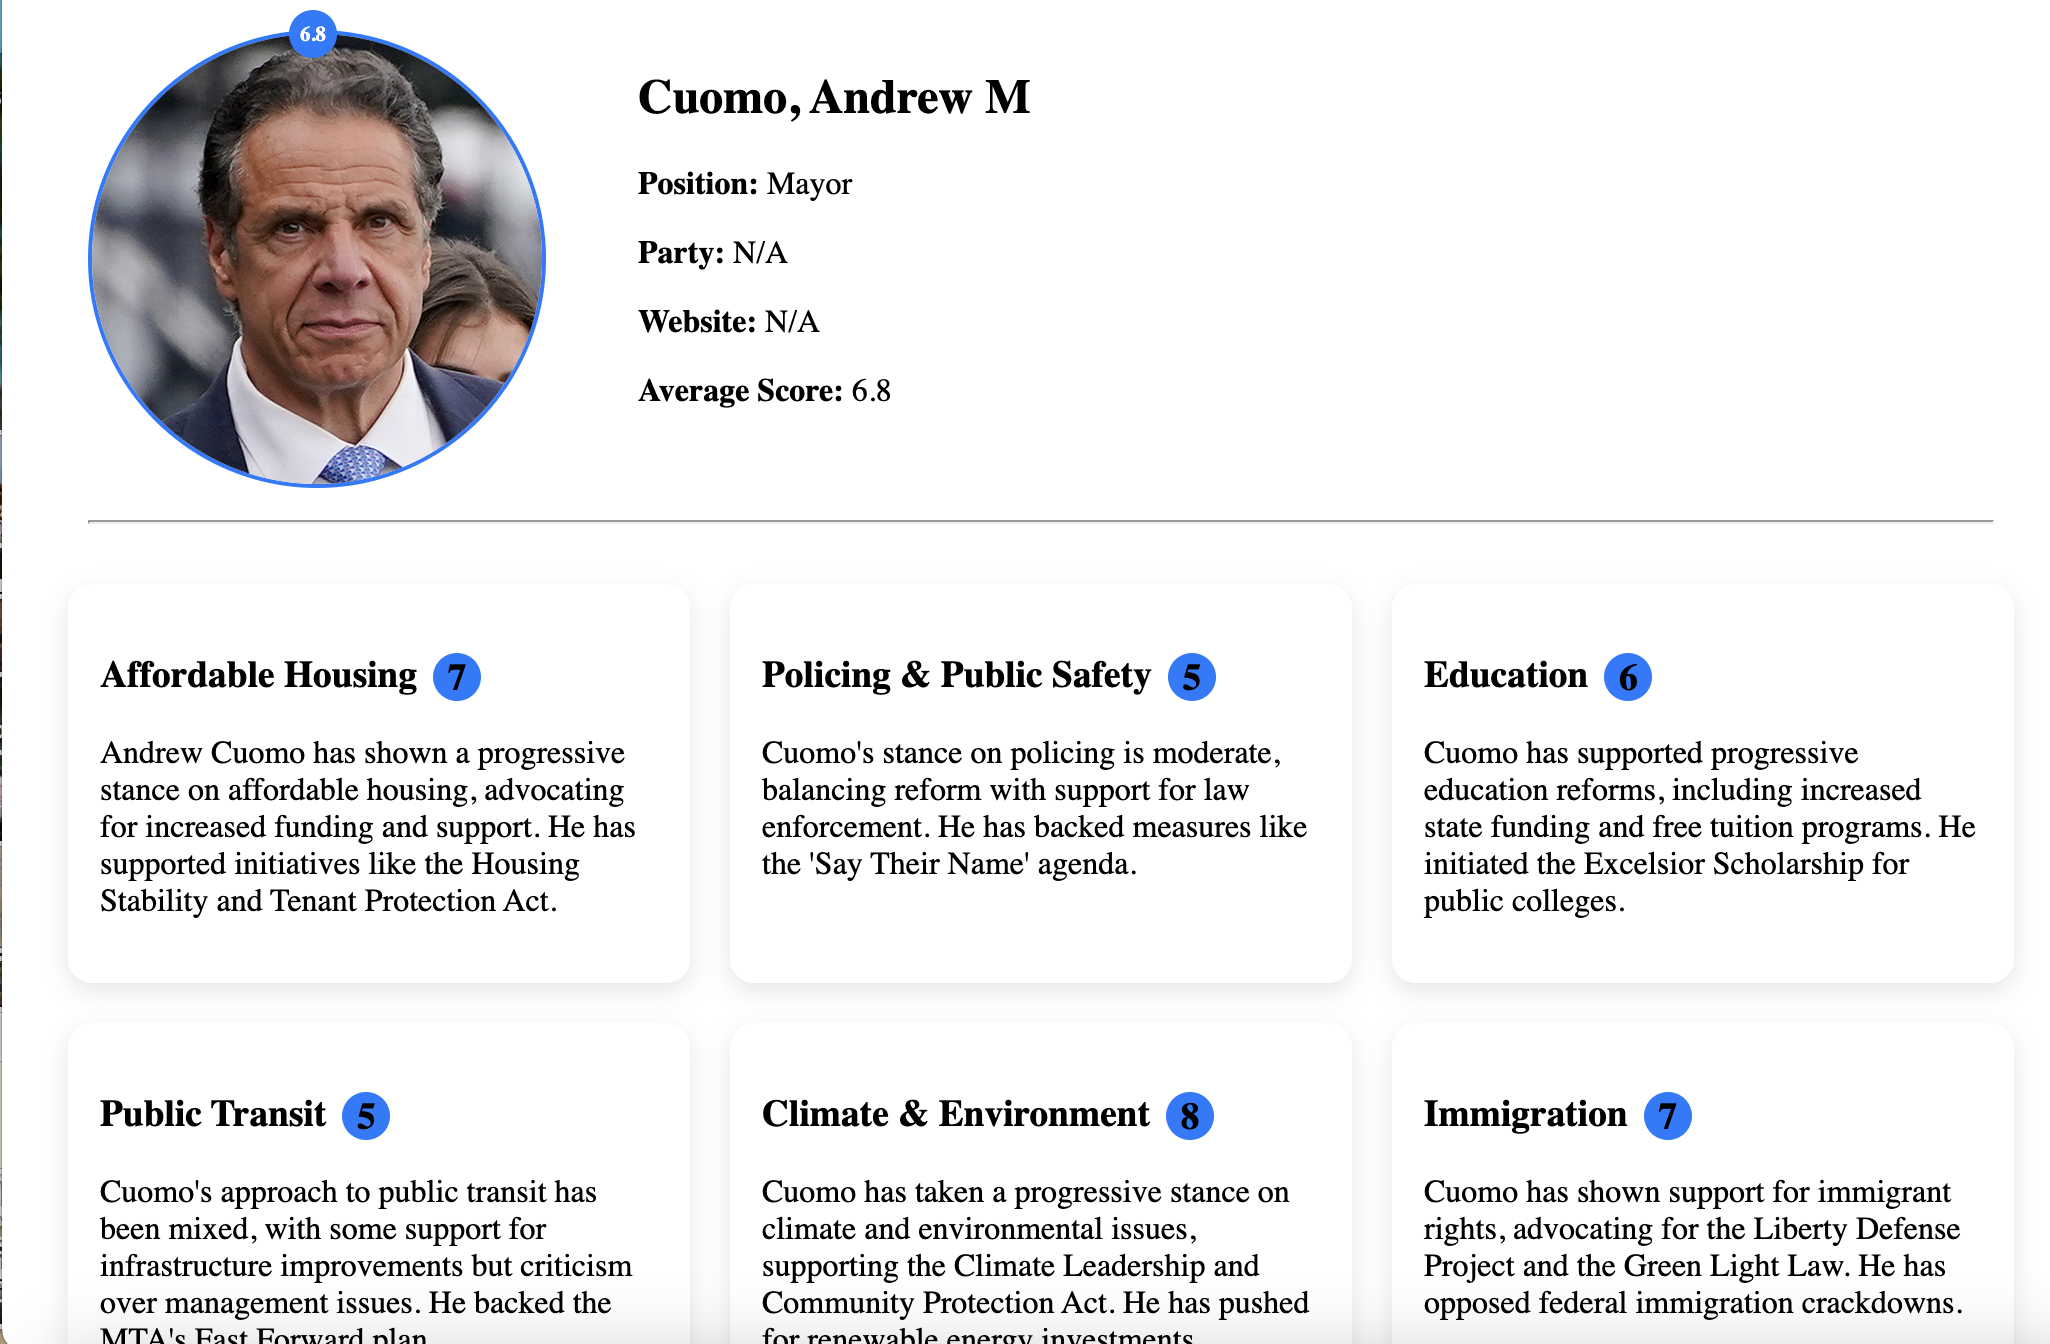 6.8
Cuomo, Andrew M
Position: Mayor
Party: N/A
Website: N/A
Average Score: 6.8
Affordable Housing 7
Andrew Cuomo has shown a progressive
stance on affordable housing, advocating
for increased funding and support. He has
supported initiatives like the Housing
Stability and Tenant Protection Act.
Policing & Public Safety 5
Cuomo's stance on policing is moderate,
balancing reform with support for law
enforcement. He has backed measures like
the 'Say Their Name' agenda.
Education 6
Cuomo has supported progressive
education reforms, including increased
state funding and free tuition programs. He
initiated the Excelsior Scholarship for
public colleges.
Public Transit 5
Cuomo's approach to public transit has
been mixed, with some support for
infrastructure improvements but criticism
over management issues. He backed the
MTA's Fast Forward plan.
Climate & Environment 8
Cuomo has taken a progressive stance on
climate and environmental issues,
supporting the Climate Leadership and
Community Protection Act. He has pushed
for renewable energy investments.
Immigration 7
Cuomo has shown support for immigrant
rights, advocating for the Liberty Defense
Project and the Green Light Law. He has
opposed federal immigration crackdowns.